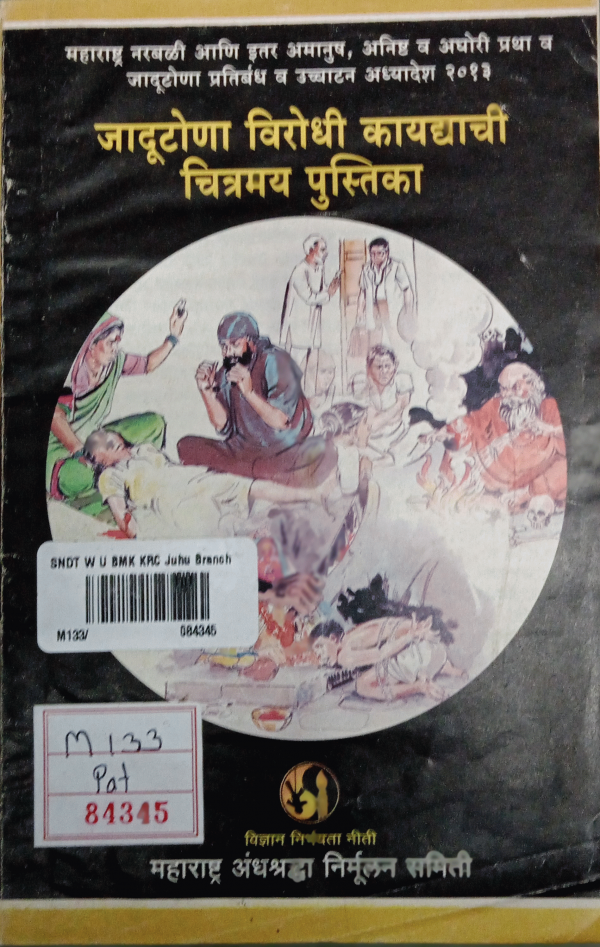 महाराष्ट्र नरबळी आणि इतर अमानुष, अनिष्ट व अघोरी प्रथा व
जादूटोणा प्रतिबंध व उच्चाटन अध्यादेश २०१३
जादूटोणा विरोधी कायद्याची
चित्रमय पुस्तिका
SNDT W U BMK KRC Juhu Branch
M133/ 084345
M 133
Pat
84345
विज्ञान निर्भयता नीती
महाराष्ट्र अंधश्रद्धा निर्मूलन समिती